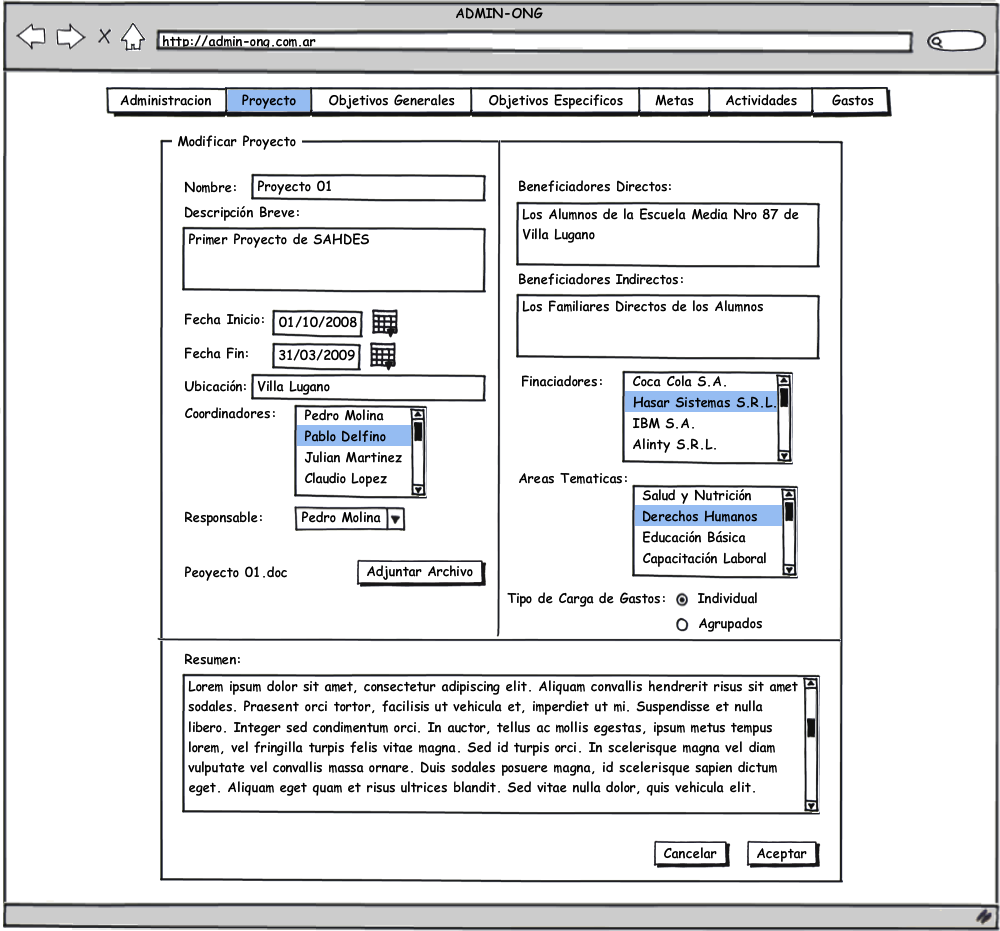 ADMIN-ONG
http://admin-ong.com.ar
Administracion Proyecto Objetivos Generales Objetivos Especificos Metas Actividades Gastos
Modificar Proyecto
Nombre: Proyecto 01
Descripción Breve:
Primer Proyecto de SAHDES
Fecha Inicio: 01/10/2008
Fecha Fin: 31/03/2009
Ubicación: Villa Lugano
Coordinadores: Pedro Molina
Pablo Delfino
Julian Martinez
Claudio Lopez
Responsable: Pedro Molina
Peoyecto 01.doc Adjuntar Archivo
Beneficiadores Directos:
Los Alumnos de la Escuela Media Nro 87 de
Villa Lugano
Beneficiadores Indirectos:
Los Familiares Directos de los Alumnos
Finaciadores: Coca Cola S.A.
Hasar Sistemas S.R.L.
IBM S.A.
Alinty S.R.L.
Areas Tematicas:
Salud y Nutrición
Derechos Humanos
Educación Básica
Capacitación Laboral
Tipo de Carga de Gastos: Individual
Agrupados
Resumen:
Lorem ipsum dolor sit amet, consectetur adipiscing elit. Aliquam convallis hendrerit risus sit amet
sodales. Praesent orci tortor, facilisis ut vehicula et, imperdiet ut mi. Suspendisse et nulla
libero. Integer sed condimentum orci. In auctor, tellus ac mollis egestas, ipsum metus tempus
lorem, vel fringilla turpis felis vitae magna. Sed id turpis orci. In scelerisque magna vel diam
vulputate vel convallis massa ornare. Duis sodales posuere magna, id scelerisque sapien dictum
eget. Aliquam eget quam et risus ultrices blandit. Sed vitae nulla dolor, quis vehicula elit.
Cancelar Aceptar